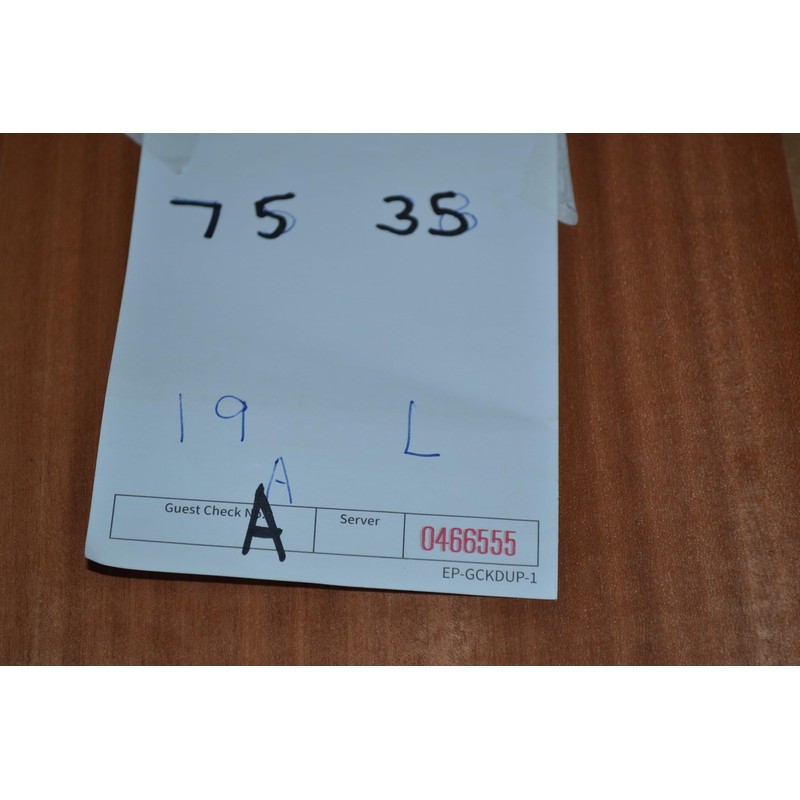 75 35
19 L
A
A
Guest Check No. Server 0466555
EP-GCKDUP-1